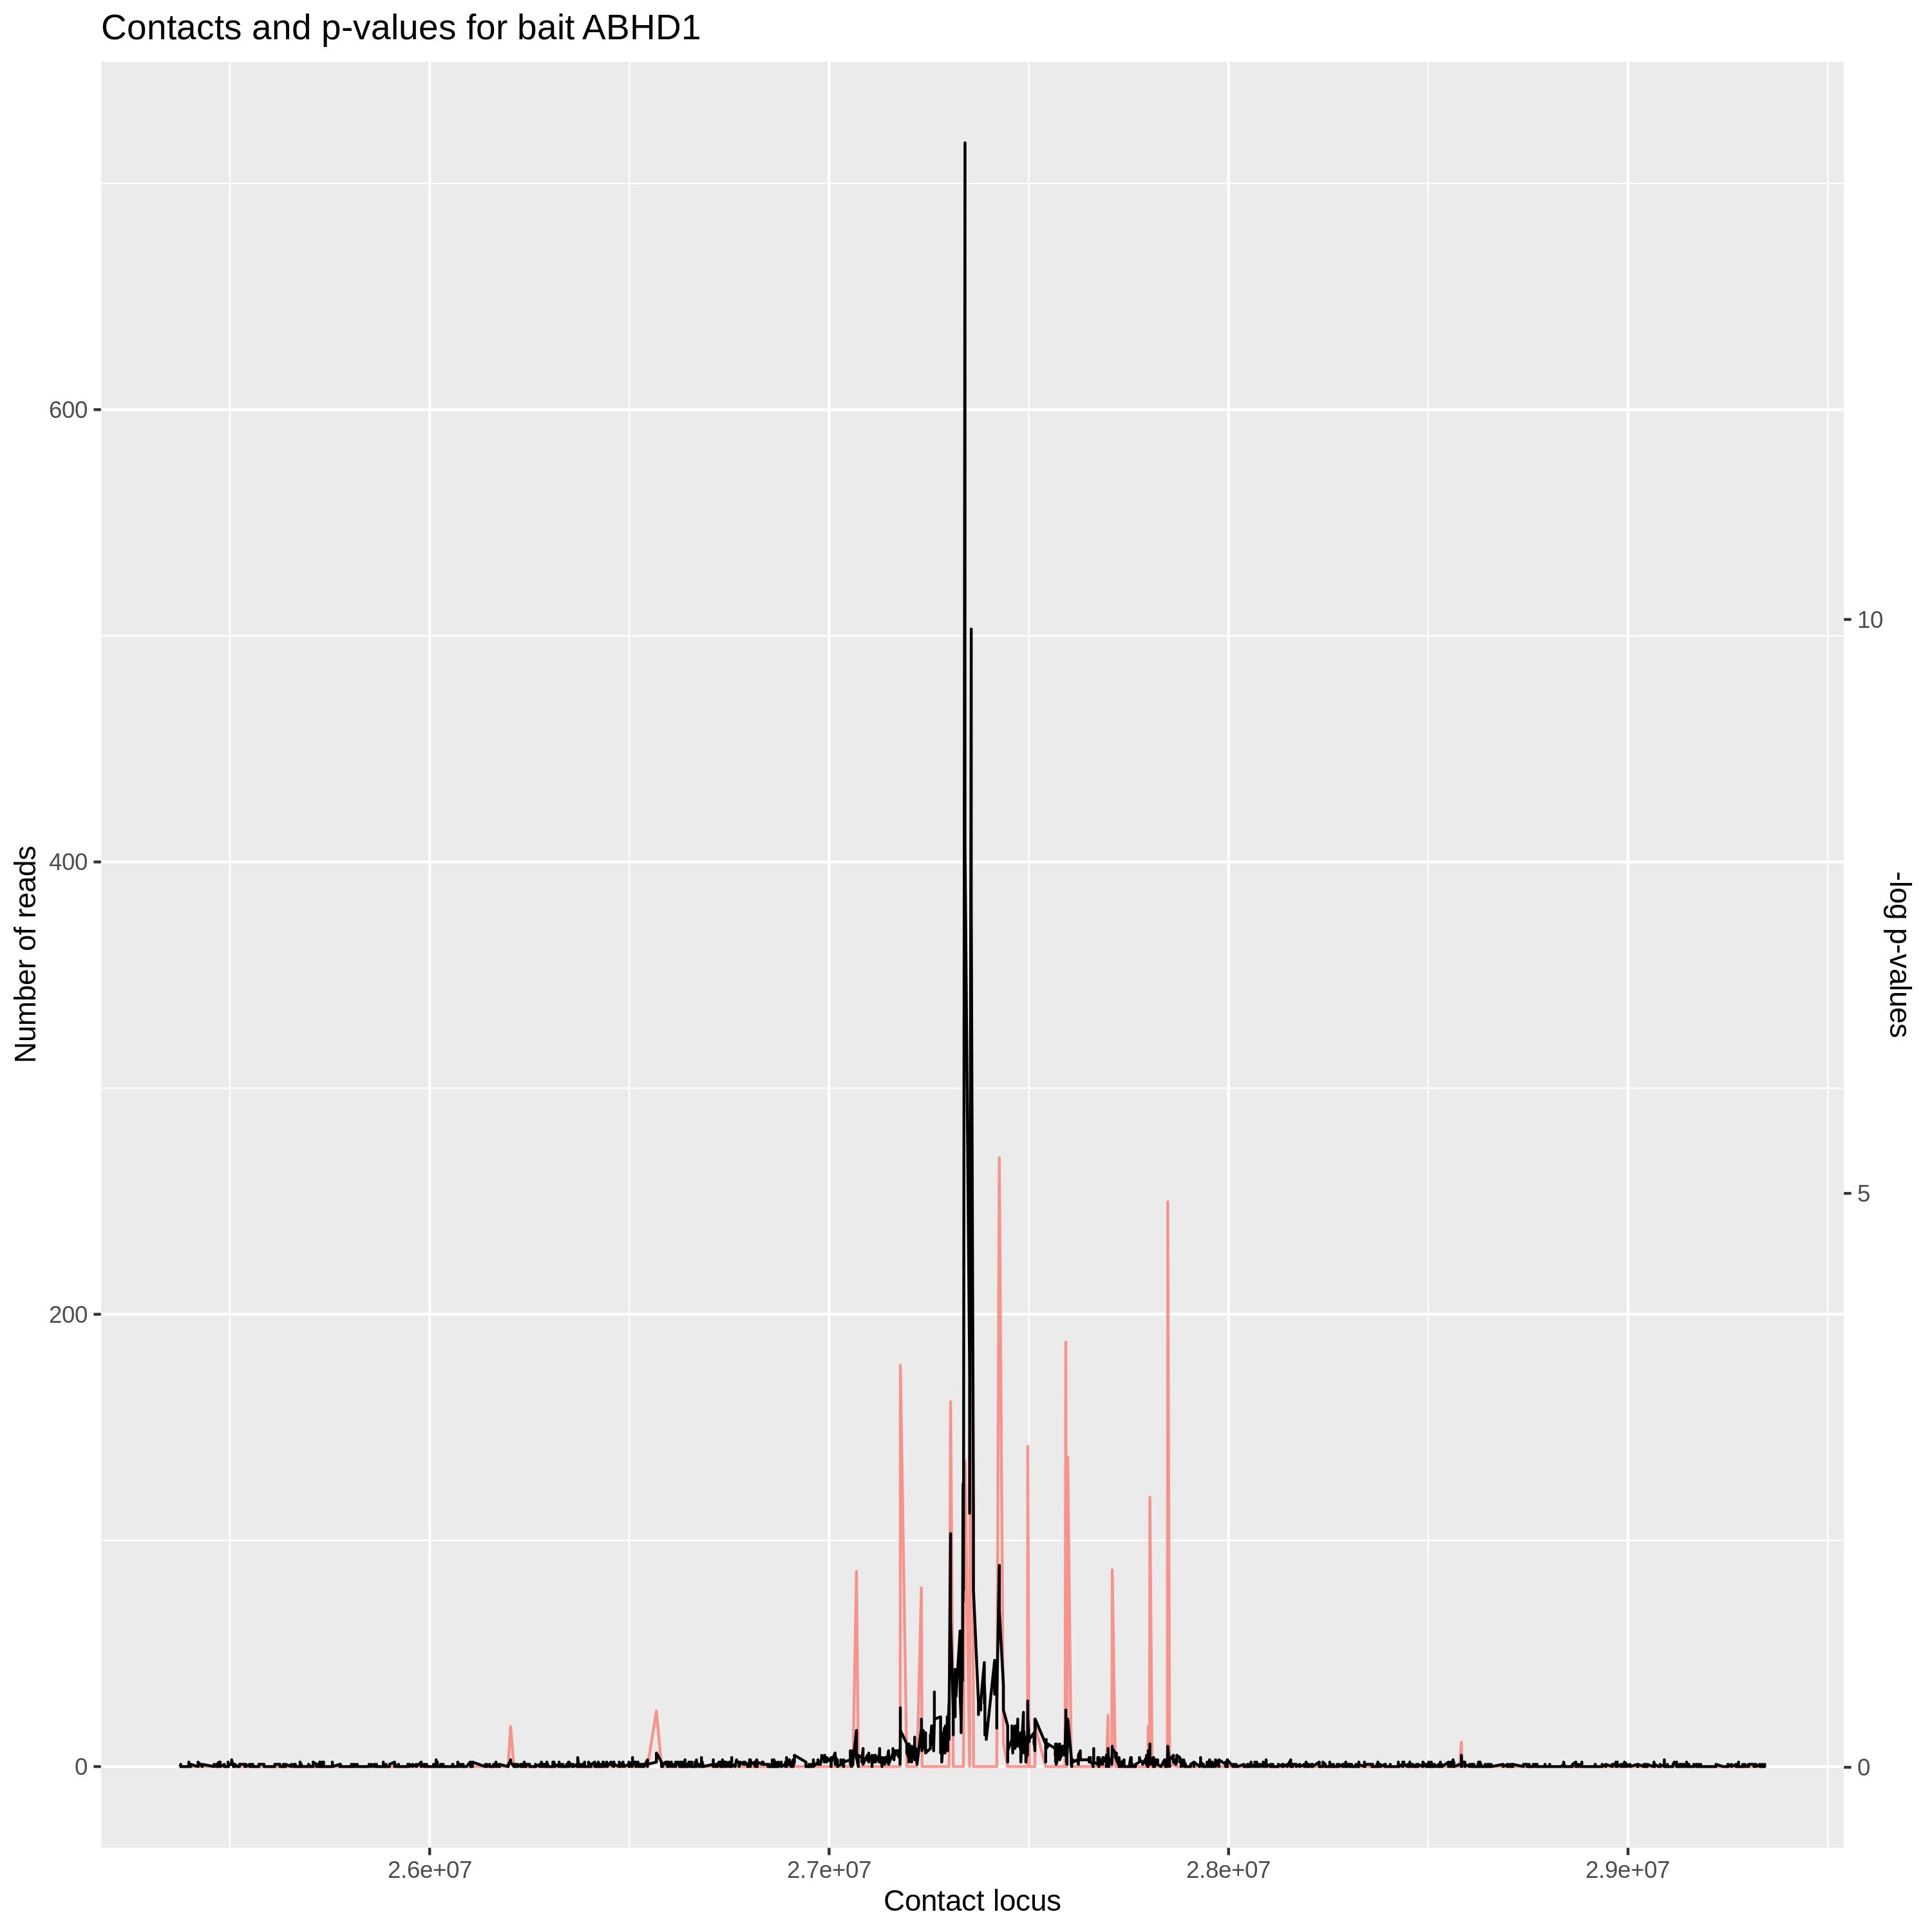 Contacts and p-values for bait ABHD1
600
400
200
0
Number of reads
10
5
0
-log p-values
2.6e+07
2.7e+07
2.8e+07
2.9e+07
Contact locus